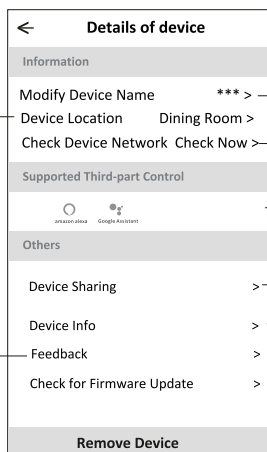 Details of device
Information
Modify Device Name *** >
Device Location Dining Room >
Check Device Network Check Now >
Supported Third-part Control
amazon alexa Google Assistant
Others
Device Sharing >
Device Info >
Feedback >
Check for Firmware Update >
Remove Device